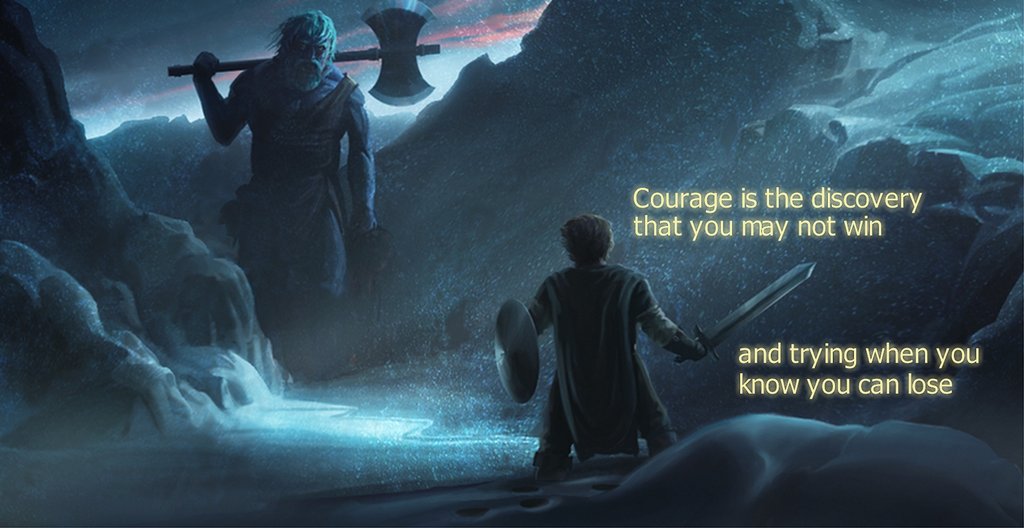 Courage is the discovery
that you may not win
and trying when you
know you can lose